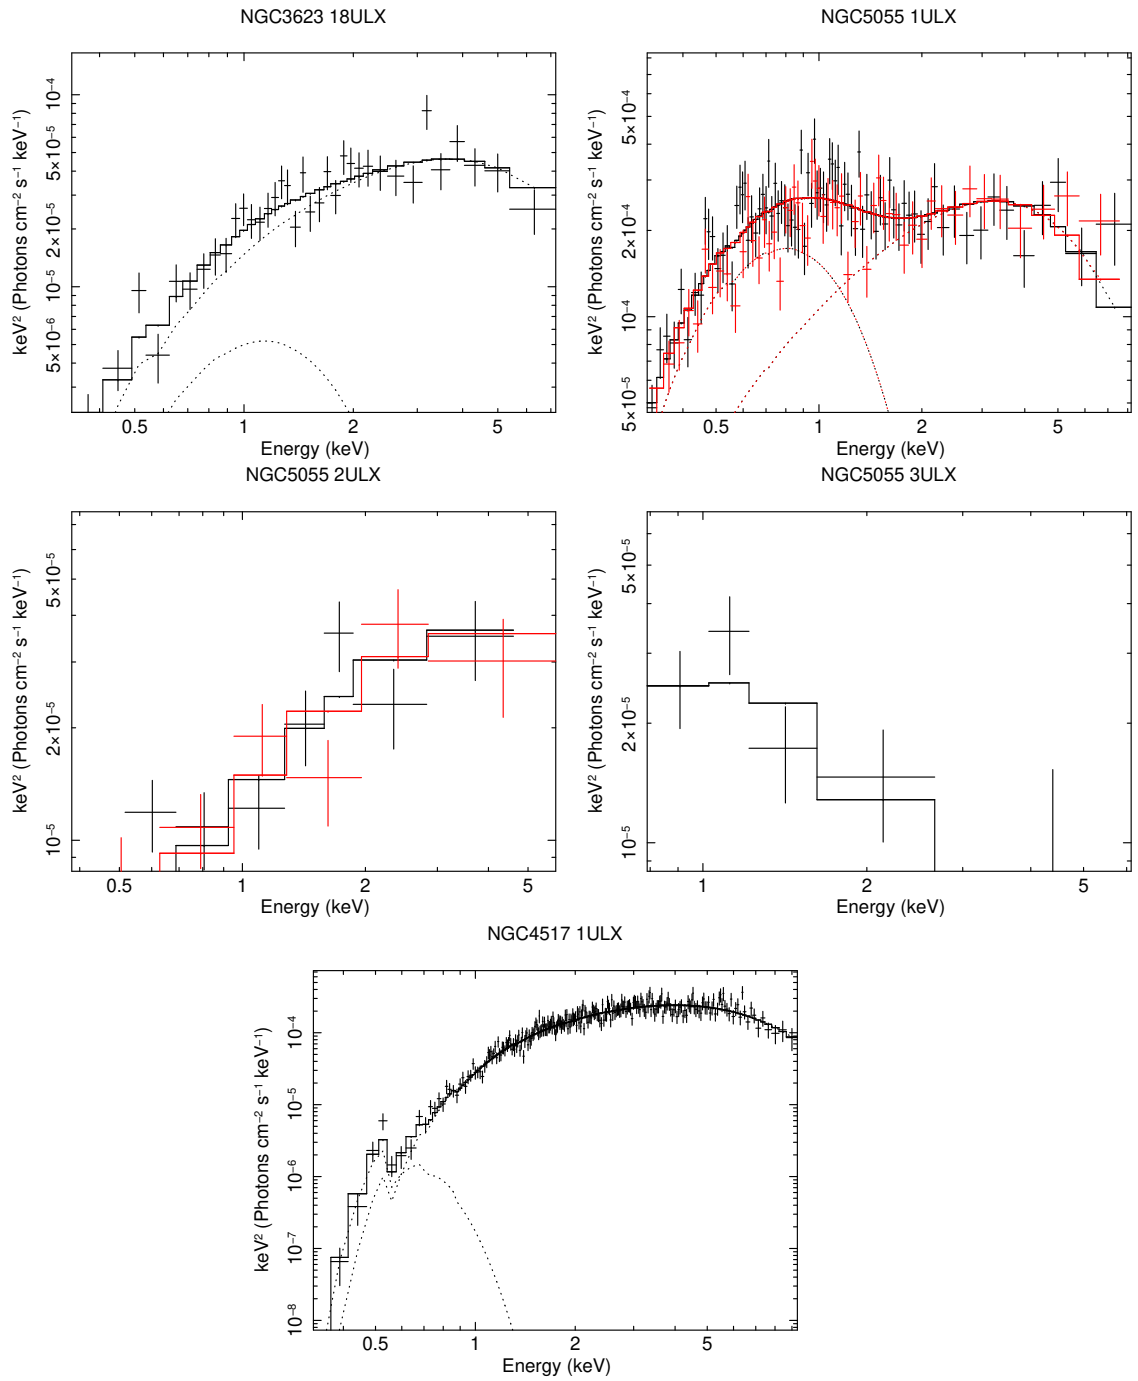 NGC3623 18ULX
keV² (Photons cm⁻² s⁻¹ keV⁻¹)
10⁻⁴
5×10⁻⁵
2×10⁻⁵
10⁻⁵
5×10⁻⁶
0.5 1 2 5
Energy (keV)
NGC5055 1ULX
keV² (Photons cm⁻² s⁻¹ keV⁻¹)
5×10⁻⁴
2×10⁻⁴
10⁻⁴
5×10⁻⁵
0.5 1 2 5
Energy (keV)
NGC5055 2ULX
keV² (Photons cm⁻² s⁻¹ keV⁻¹)
5×10⁻⁵
2×10⁻⁵
10⁻⁵
0.5 1 2 5
Energy (keV)
NGC5055 3ULX
keV² (Photons cm⁻² s⁻¹ keV⁻¹)
5×10⁻⁵
2×10⁻⁵
10⁻⁵
1 2 5
Energy (keV)
NGC4517 1ULX
keV² (Photons cm⁻² s⁻¹ keV⁻¹)
10⁻⁴
10⁻⁵
10⁻⁶
10⁻⁷
10⁻⁸
0.5 1 2 5
Energy (keV)